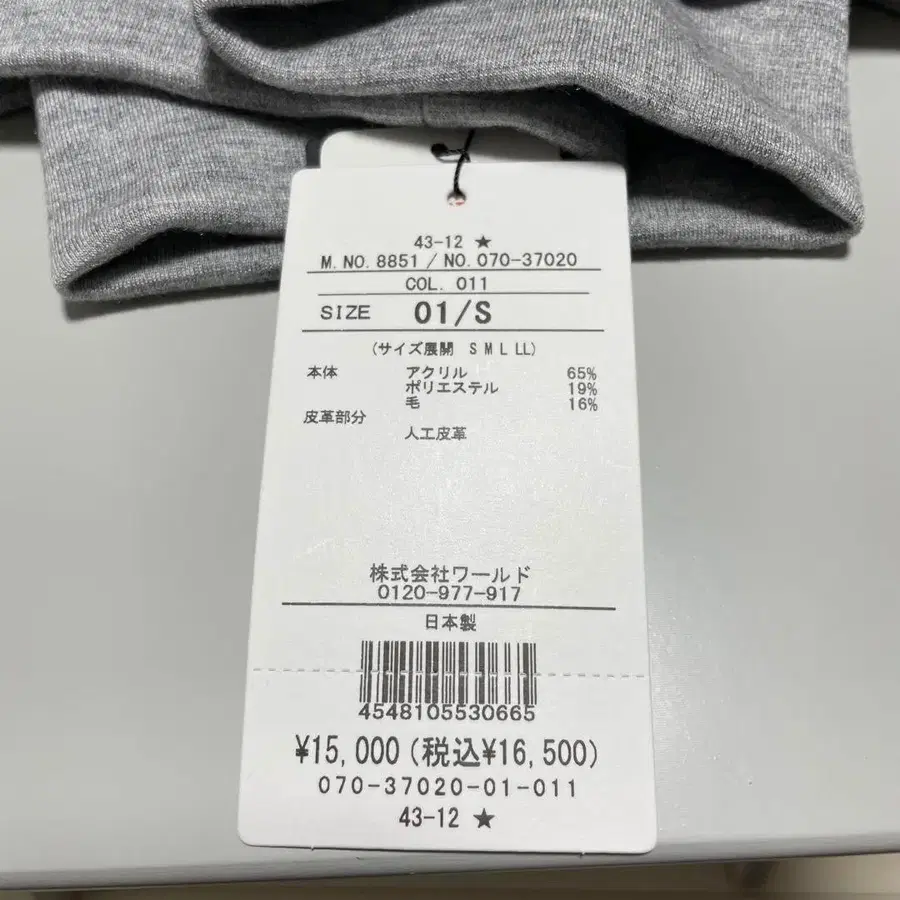 43-12 ★
M. NO. 8851 / NO. 070-37020
COL. 011
SIZE 01/S
(サイズ展開 S M L LL)
本体 アクリル 65%
ポリエステル 19%
毛 16%
皮革部分
人工皮革
株式会社ワールド
0120-977-917
日本製
4548105530665
¥15,000 (税込¥16,500)
070-37020-01-011
43-12 ★